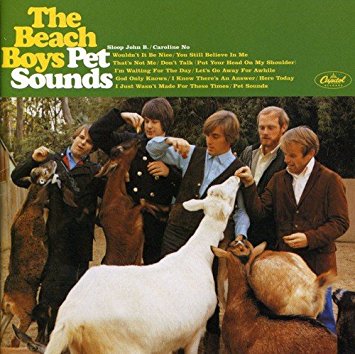 The
Beach
Boys Pet
Sounds
Sloop John B./Caroline No
Wouldn't It Be Nice/You Still Believe In Me
That's Not Me/Don't Talk (Put Your Head On My Shoulder)
I'm Waiting For The Day/Let's Go Away For Awhile
God Only Knows/I Know There's An Answer/Here Today
I Just Wasn't Made For These Times/Pet Sounds
Capitol